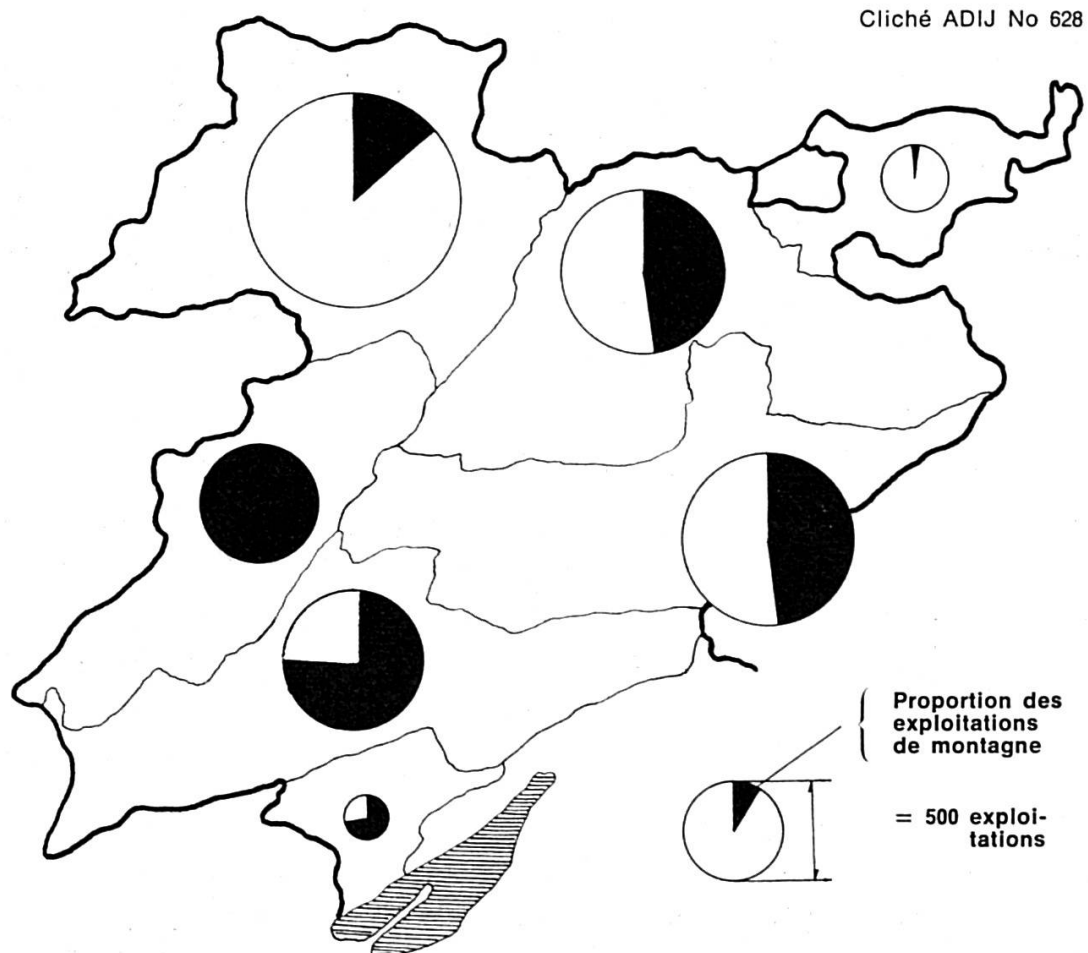 Cliché ADIJ No 628
Proportion des
exploitations
de montagne
= 500 exploi-
tations